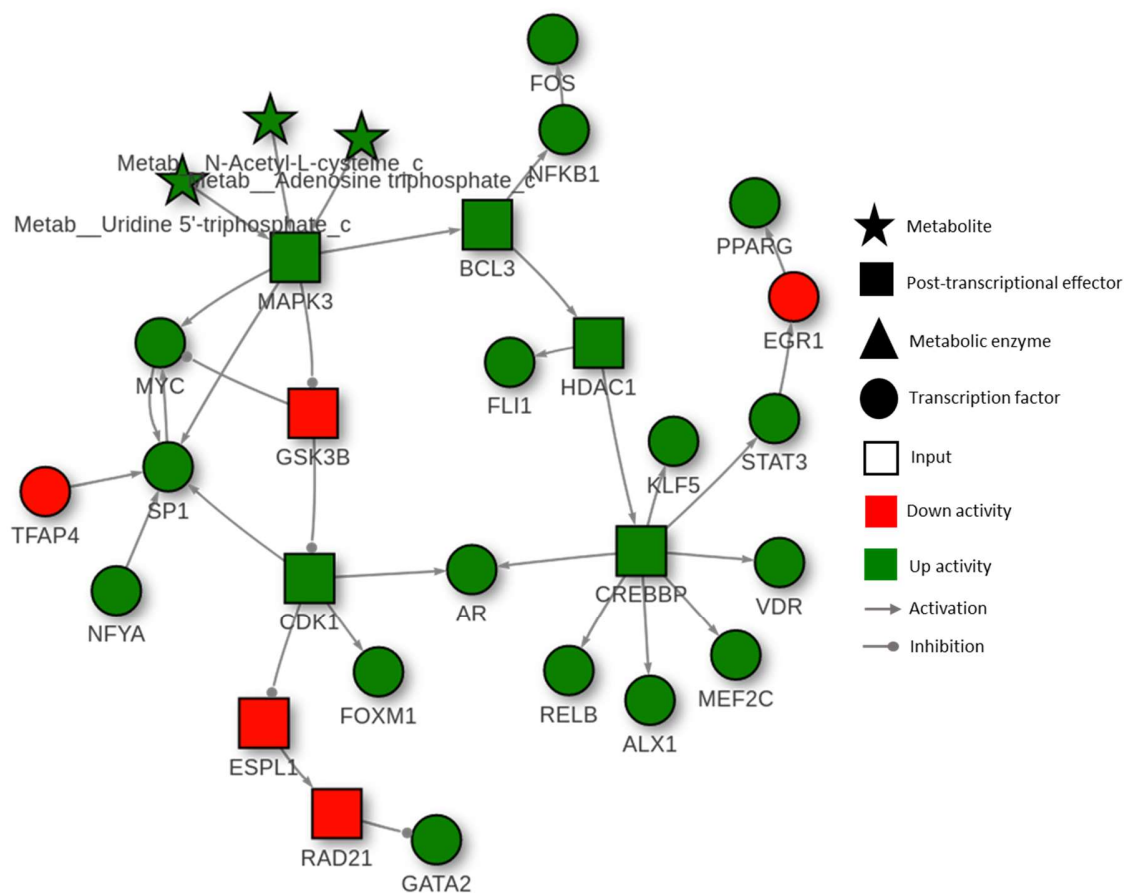 FOS
Metab__N-Acetyl-L-cysteine_c
NFKB1
Metab__Adenosine triphosphate_c
Metab__Uridine 5'-triphosphate_c
PPARG
Metabolite
BCL3
Post-transcriptional effector
MAPK3
EGR1
Metabolic enzyme
MYC
HDAC1
FLI1
Transcription factor
GSK3B
STAT3
Input
KLF5
SP1
Down activity
TFAP4
Up activity
CREBBP
VDR
Activation
CDK1
AR
NFYA
Inhibition
MEF2C
FOXM1
RELB
ALX1
ESPL1
RAD21
GATA2